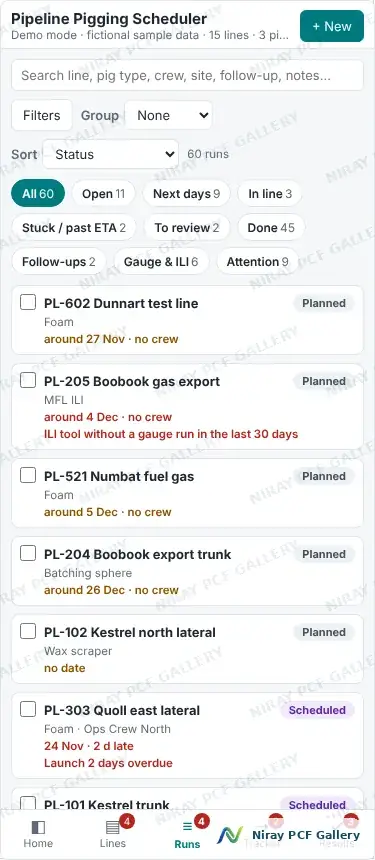 Pipeline Pigging Scheduler
Demo mode · fictional sample data · 15 lines · 3 pi...
+ New
Search line, pig type, crew, site, follow-up, notes...
Filters Group None
Sort Status 60 runs
All 60 Open 11 Next days 9 In line 3
Stuck / past ETA 2 To review 2 Done 45
Follow-ups 2 Gauge & ILI 6 Attention 9
PL-602 Dunnart test line Planned
Foam
around 27 Nov · no crew
PL-205 Boobook gas export Planned
MFL ILI
around 4 Dec · no crew
ILI tool without a gauge run in the last 30 days
PL-521 Numbat fuel gas Planned
Foam
around 5 Dec · no crew
PL-204 Boobook export trunk Planned
Batching sphere
around 26 Dec · no crew
PL-102 Kestrel north lateral Planned
Wax scraper
no date
PL-303 Quoll east lateral Scheduled
Foam · Ops Crew North
24 Nov · 2 d late
Launch 2 days overdue
PL-101 Kestrel trunk Scheduled
4 4
Home Lines Runs Tracker Results
Niray PCF Gallery
NIRAY PCF GALLERY